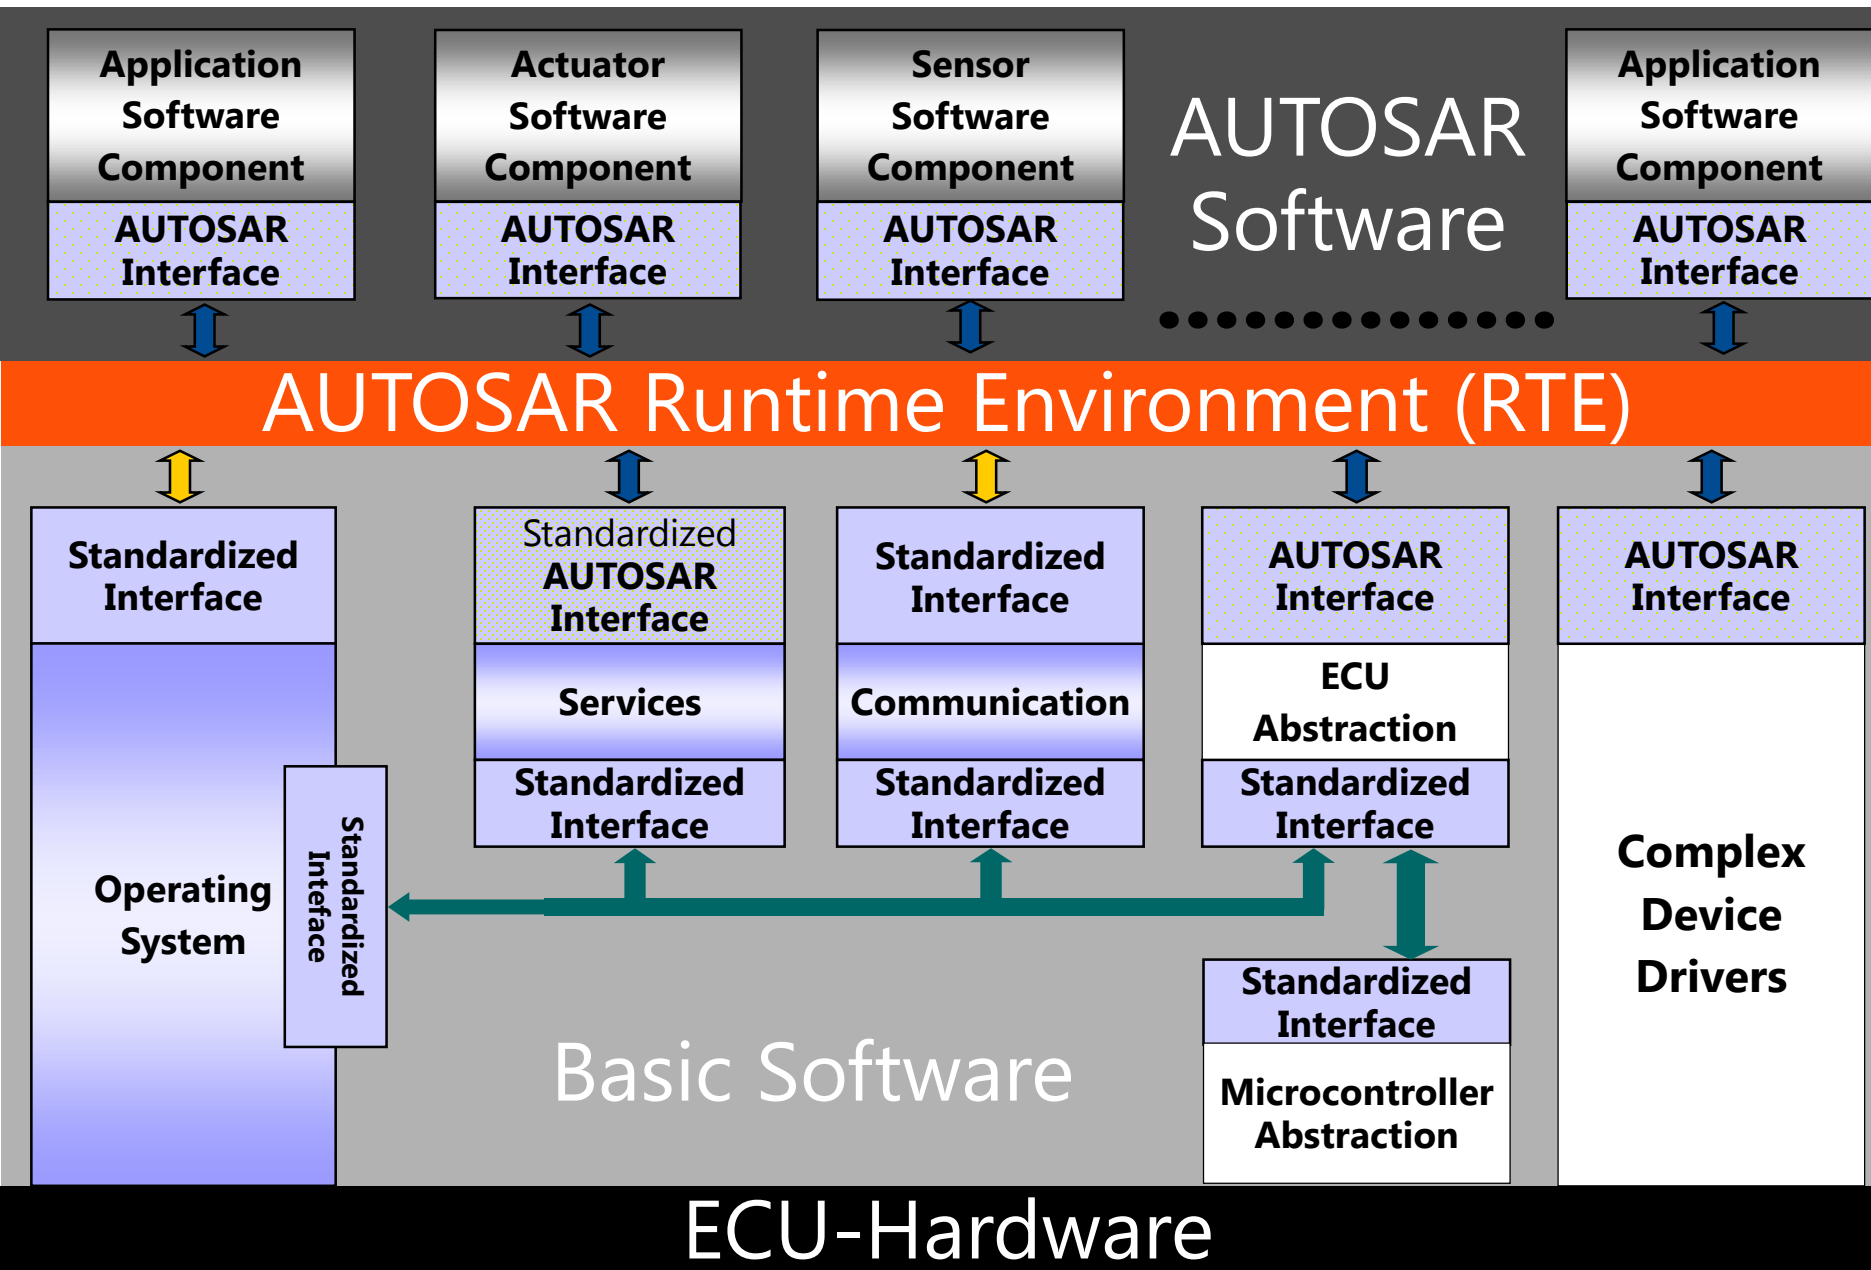 Application
Software
Component
AUTOSAR
Interface
Actuator
Software
Component
AUTOSAR
Interface
Sensor
Software
Component
AUTOSAR
Interface
AUTOSAR
Software
Application
Software
Component
AUTOSAR
Interface
AUTOSAR Runtime Environment (RTE)
Standardized
Interface
Operating
System
Standardized
Inteface
Standardized
AUTOSAR
Interface
Services
Standardized
Interface
Standardized
Interface
Communication
Standardized
Interface
AUTOSAR
Interface
ECU
Abstraction
Standardized
Interface
Standardized
Interface
Microcontroller
Abstraction
AUTOSAR
Interface
Complex
Device
Drivers
Basic Software
ECU-Hardware